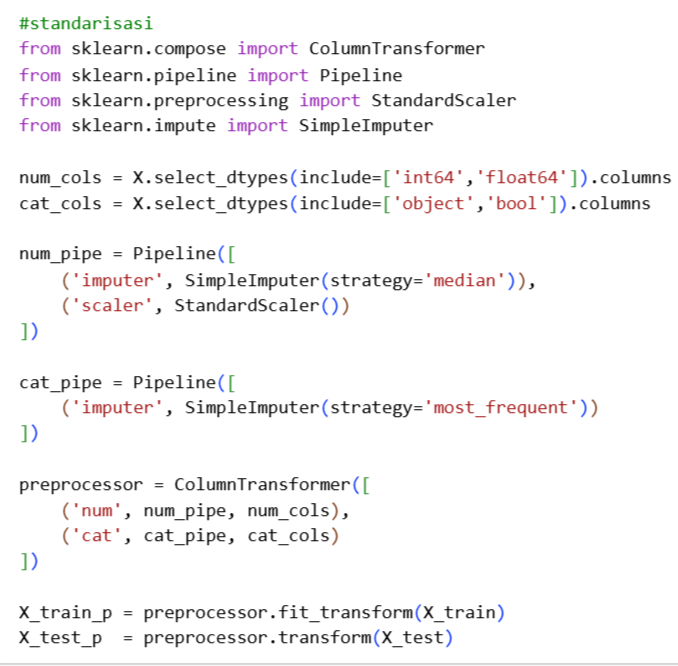 #standarisasi
from sklearn.compose import ColumnTransformer
from sklearn.pipeline import Pipeline
from sklearn.preprocessing import StandardScaler
from sklearn.impute import SimpleImputer

num_cols = X.select_dtypes(include=['int64','float64']).columns
cat_cols = X.select_dtypes(include=['object','bool']).columns

num_pipe = Pipeline([
    ('imputer', SimpleImputer(strategy='median')),
    ('scaler', StandardScaler())
])

cat_pipe = Pipeline([
    ('imputer', SimpleImputer(strategy='most_frequent'))
])

preprocessor = ColumnTransformer([
    ('num', num_pipe, num_cols),
    ('cat', cat_pipe, cat_cols)
])

X_train_p = preprocessor.fit_transform(X_train)
X_test_p  = preprocessor.transform(X_test)